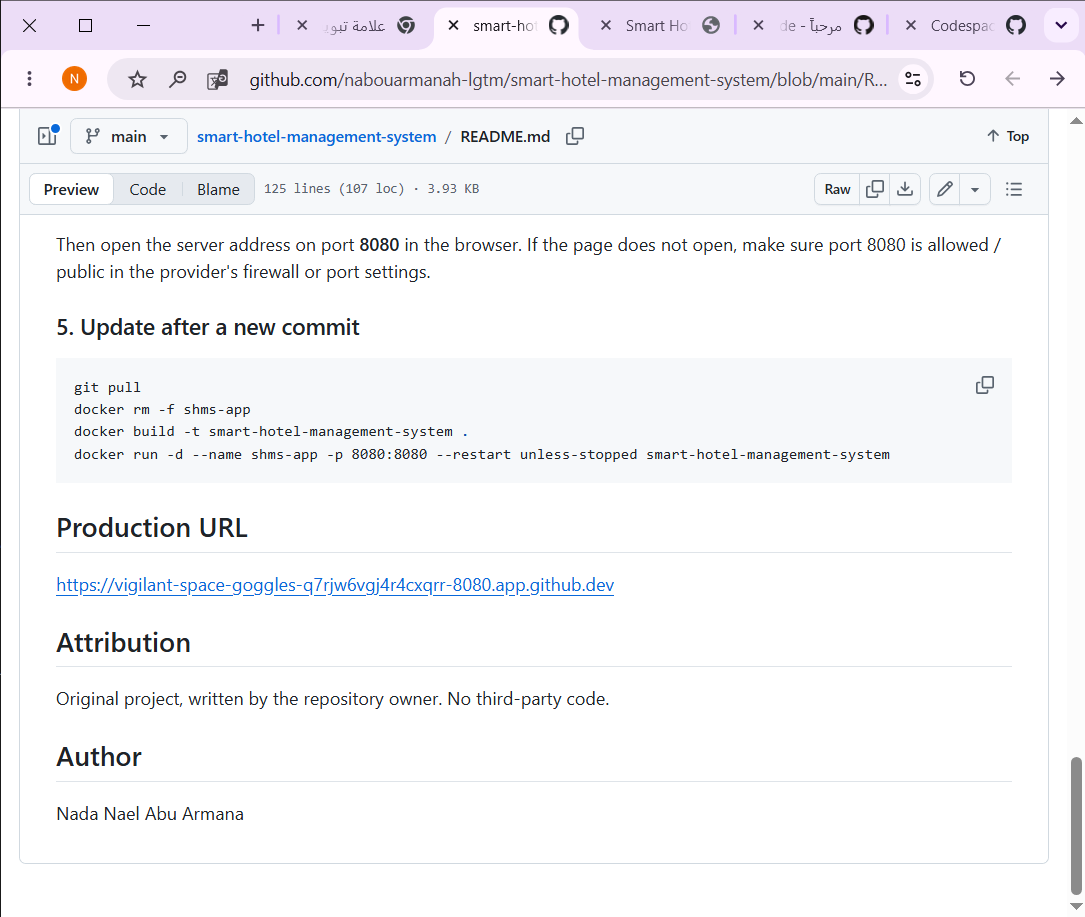 علامة تبوي
smart-hot
Smart Ho
مرحباً - de
Codespac
N
github.com/nabouarmanah-lgtm/smart-hotel-management-system/blob/main/R...
main
smart-hotel-management-system / README.md
Top
Preview Code Blame 125 lines (107 loc) · 3.93 KB
Raw
Then open the server address on port 8080 in the browser. If the page does not open, make sure port 8080 is allowed /
public in the provider's firewall or port settings.
5. Update after a new commit
git pull
docker rm -f shms-app
docker build -t smart-hotel-management-system .
docker run -d --name shms-app -p 8080:8080 --restart unless-stopped smart-hotel-management-system
Production URL
https://vigilant-space-goggles-q7rjw6vgj4r4cxqrr-8080.app.github.dev
Attribution
Original project, written by the repository owner. No third-party code.
Author
Nada Nael Abu Armana